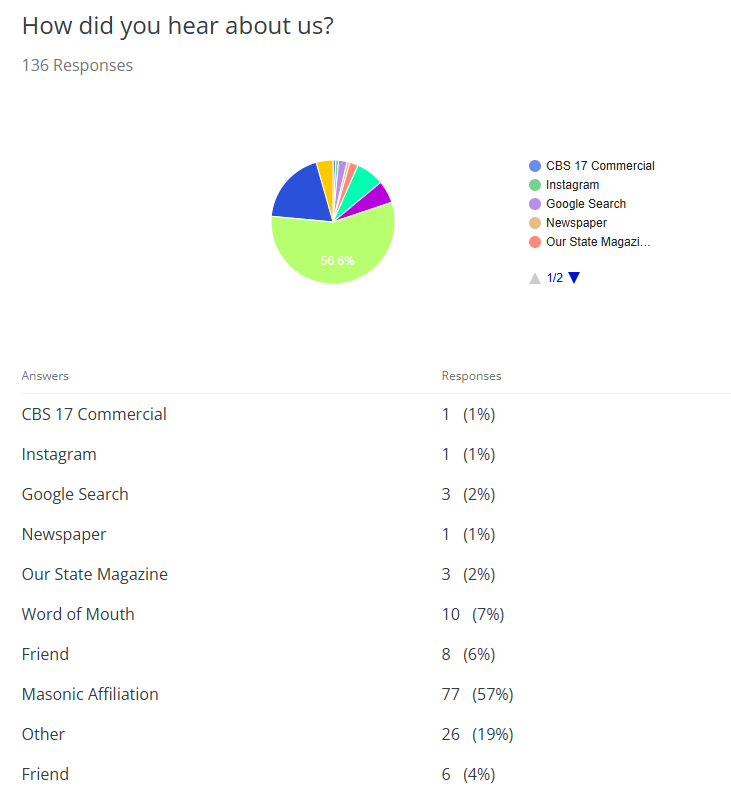 How did you hear about us?
136 Responses
56.6%
CBS 17 Commercial
Instagram
Google Search
Newspaper
Our State Magazi...
1/2
Answers Responses
CBS 17 Commercial 1 (1%)
Instagram 1 (1%)
Google Search 3 (2%)
Newspaper 1 (1%)
Our State Magazine 3 (2%)
Word of Mouth 10 (7%)
Friend 8 (6%)
Masonic Affiliation 77 (57%)
Other 26 (19%)
Friend 6 (4%)